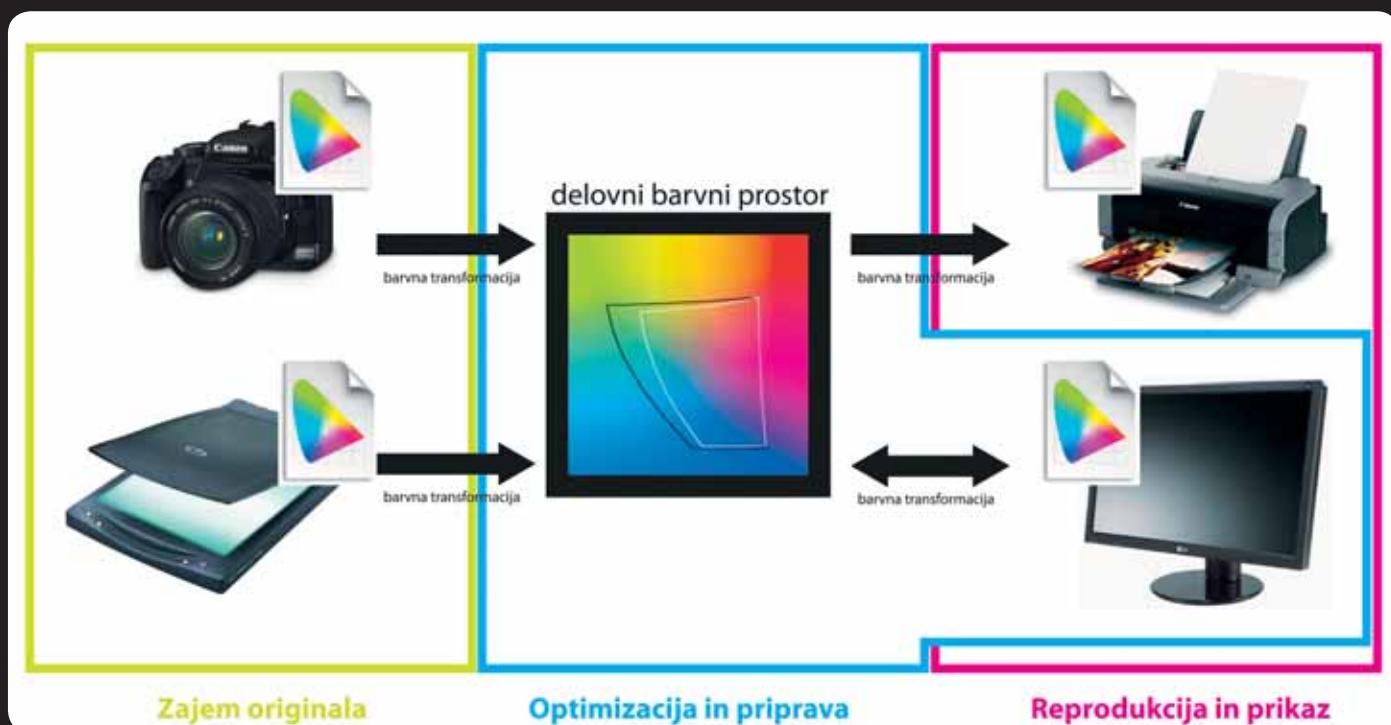 Canon
delovni barvni prostor
barvna transformacija
barvna transformacija
barvna transformacija
barvna transformacija
Zajem originala
Optimizacija in priprava
Reprodukcija in prikaz